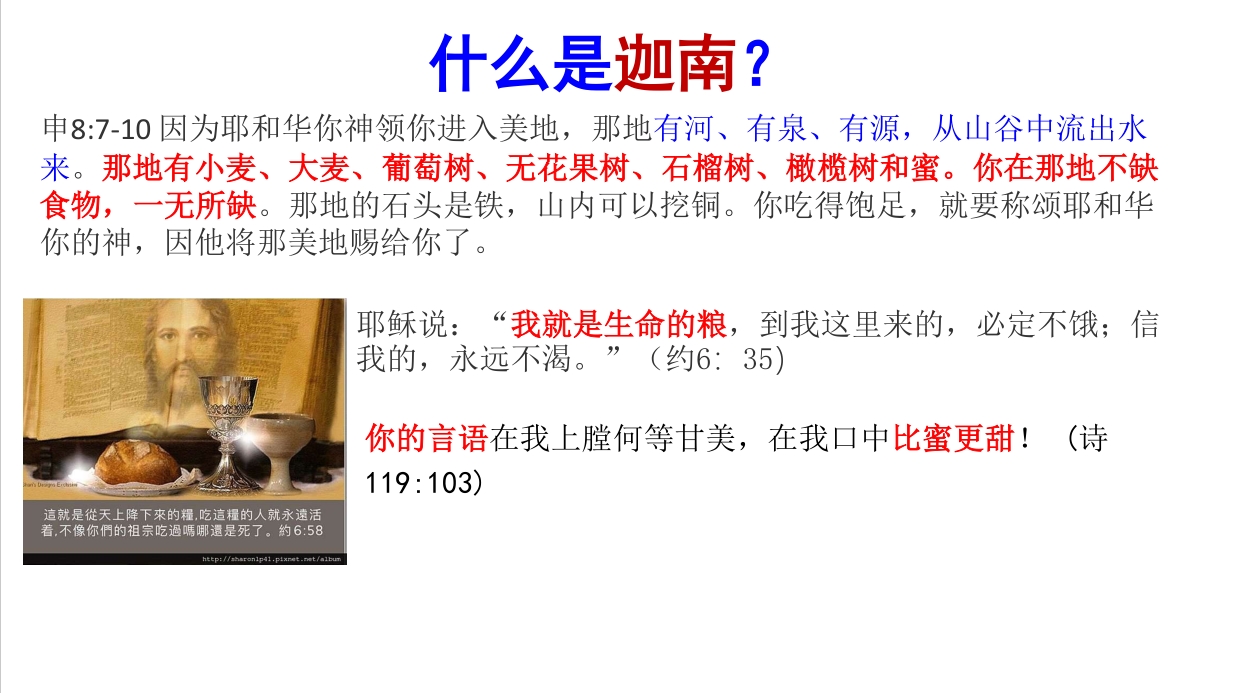 什么是迦南？
申8:7-10 因为耶和华你神领你进入美地，那地有河、有泉、有源，从山谷中流出水
来。那地有小麦、大麦、葡萄树、无花果树、石榴树、橄榄树和蜜。你在那地不缺
食物，一无所缺。那地的石头是铁，山内可以挖铜。你吃得饱足，就要称颂耶和华
你的神，因他将那美地赐给你了。
耶稣说：“我就是生命的粮，到我这里来的，必定不饿；信
我的，永远不渴。”（约6：35)
你的言语在我上膛何等甘美，在我口中比蜜更甜！ (诗
119:103)
這就是從天上降下來的糧,吃這糧的人就永遠活
着,不像你們的祖宗吃過嗎哪還是死了。約6:58
http://sharonlp41.pixnet.net/album